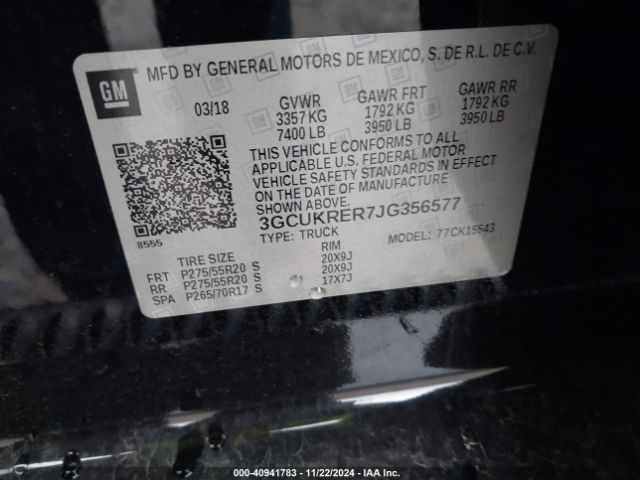 GM
MFD BY GENERAL MOTORS DE MEXICO, S. DE R.L. DE C.V.
03/18 GVWR GAWR FRT GAWR RR
3357 KG 1792 KG 1792 KG
7400 LB 3950 LB 3950 LB
THIS VEHICLE CONFORMS TO ALL
APPLICABLE U.S. FEDERAL MOTOR
VEHICLE SAFETY STANDARDS IN EFFECT
ON THE DATE OF MANUFACTURE
SHOWN ABOVE.
8555
3GCUKRER7JG356577
TYPE: TRUCK MODEL: 77CK15543
TIRE SIZE RIM
FRT P275/55R20 S 20X9J
RR P275/55R20 S 20X9J
SPA P265/70R17 S 17X7J
000-40941783 - 11/22/2024 - IAA Inc.